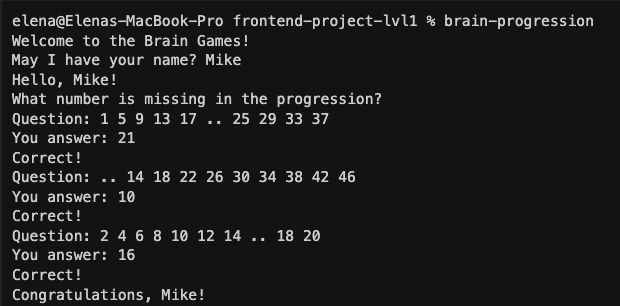 elena@Elenas-MacBook-Pro frontend-project-lvl1 % brain-progression
Welcome to the Brain Games!
May I have your name? Mike
Hello, Mike!
What number is missing in the progression?
Question: 1 5 9 13 17 .. 25 29 33 37
You answer: 21
Correct!
Question: .. 14 18 22 26 30 34 38 42 46
You answer: 10
Correct!
Question: 2 4 6 8 10 12 14 .. 18 20
You answer: 16
Correct!
Congratulations, Mike!